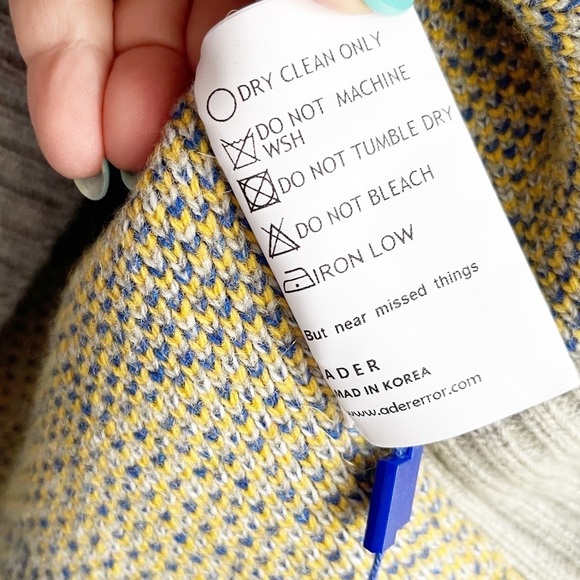 DRY CLEAN ONLY
DO NOT MACHINE
WSH
DO NOT TUMBLE DRY
DO NOT BLEACH
IRON LOW
But near missed things
ADER
MAD IN KOREA
www.adererror.com